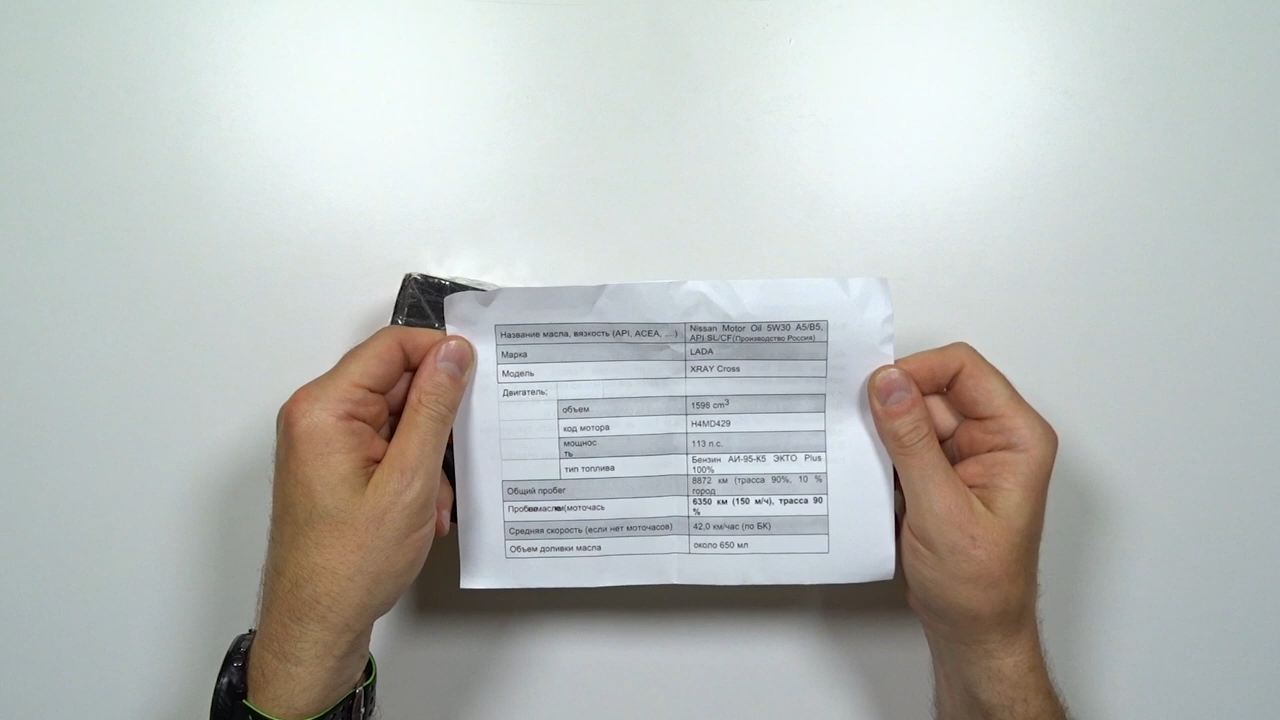 Название масла, вязкость (API, ACEA, ...) Nissan Motor Oil 5W30 A5/B5,
API SL/CF(Производство Россия)
Марка LADA
Модель XRAY Cross
Двигатель;
объем 1598 cm3
код мотора H4MD429
мощнос
ть 113 л.с.
тип топлива Бензин АИ-95-К5 ЭКТО Plus
100%
Общий пробег 8872 км (трасса 90%, 10 %
город
(моточась 6350 км (150 м/ч), трасса 90
%
Средняя скорость (если нет моточасов) 42,0 км/час (по БК)
Объем доливки масла около 650 мл